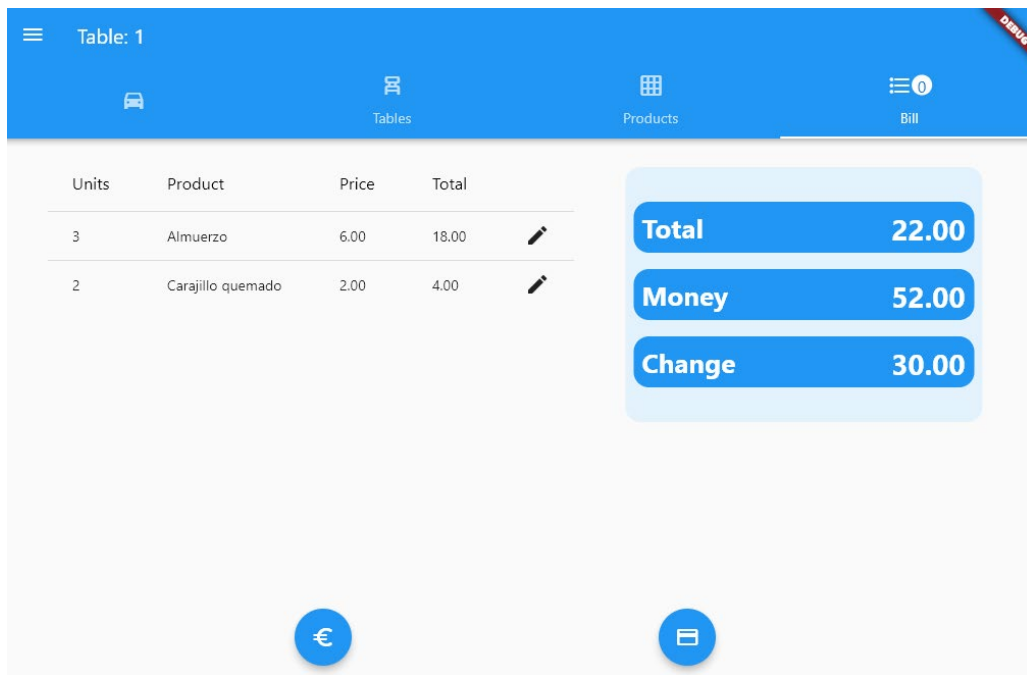 Table: 1
DEBUG
Tables
Products
0
Bill
Units Product Price Total
3 Almuerzo 6.00 18.00
2 Carajillo quemado 2.00 4.00
Total 22.00
Money 52.00
Change 30.00
€